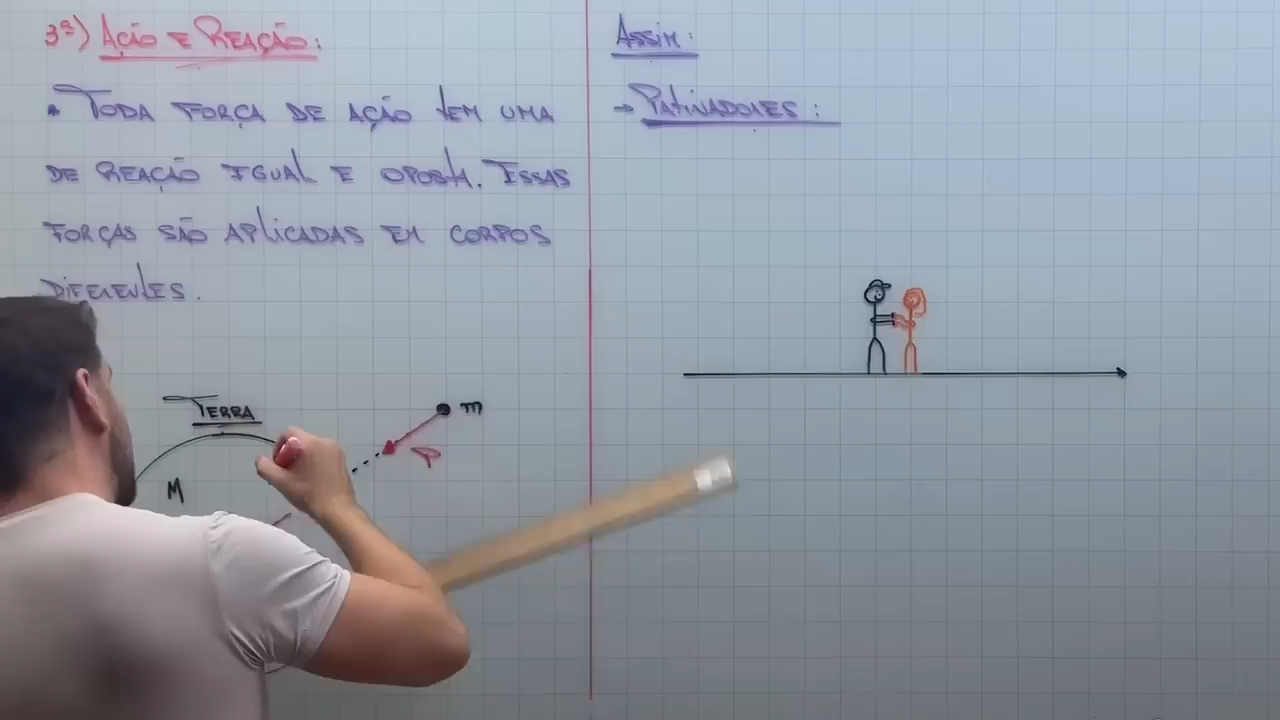 3ª) AÇÃO E REAÇÃO:
• TODA FORÇA DE AÇÃO TEM UMA
DE REAÇÃO IGUAL E OPOSTA. ESSAS
FORÇAS SÃO APLICADAS EM CORPOS
DIFERENTES.
TERRA
m
P
M
ASSIM:
→ PATINADORES: